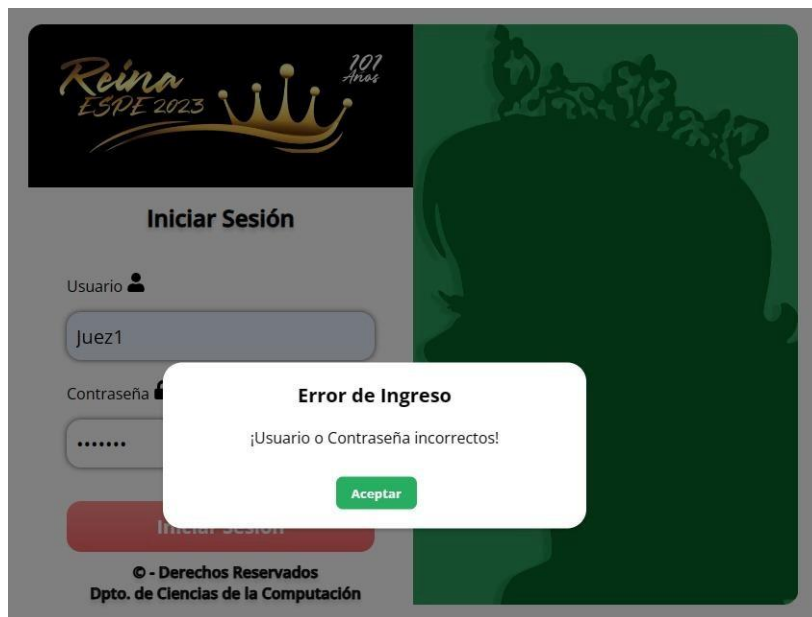 Reina
ESPE 2023
101
Años
Iniciar Sesión
Usuario
Juez1
Contraseña
Error de Ingreso
¡Usuario o Contraseña incorrectos!
Aceptar
Iniciar Sesión
© - Derechos Reservados
Dpto. de Ciencias de la Computación